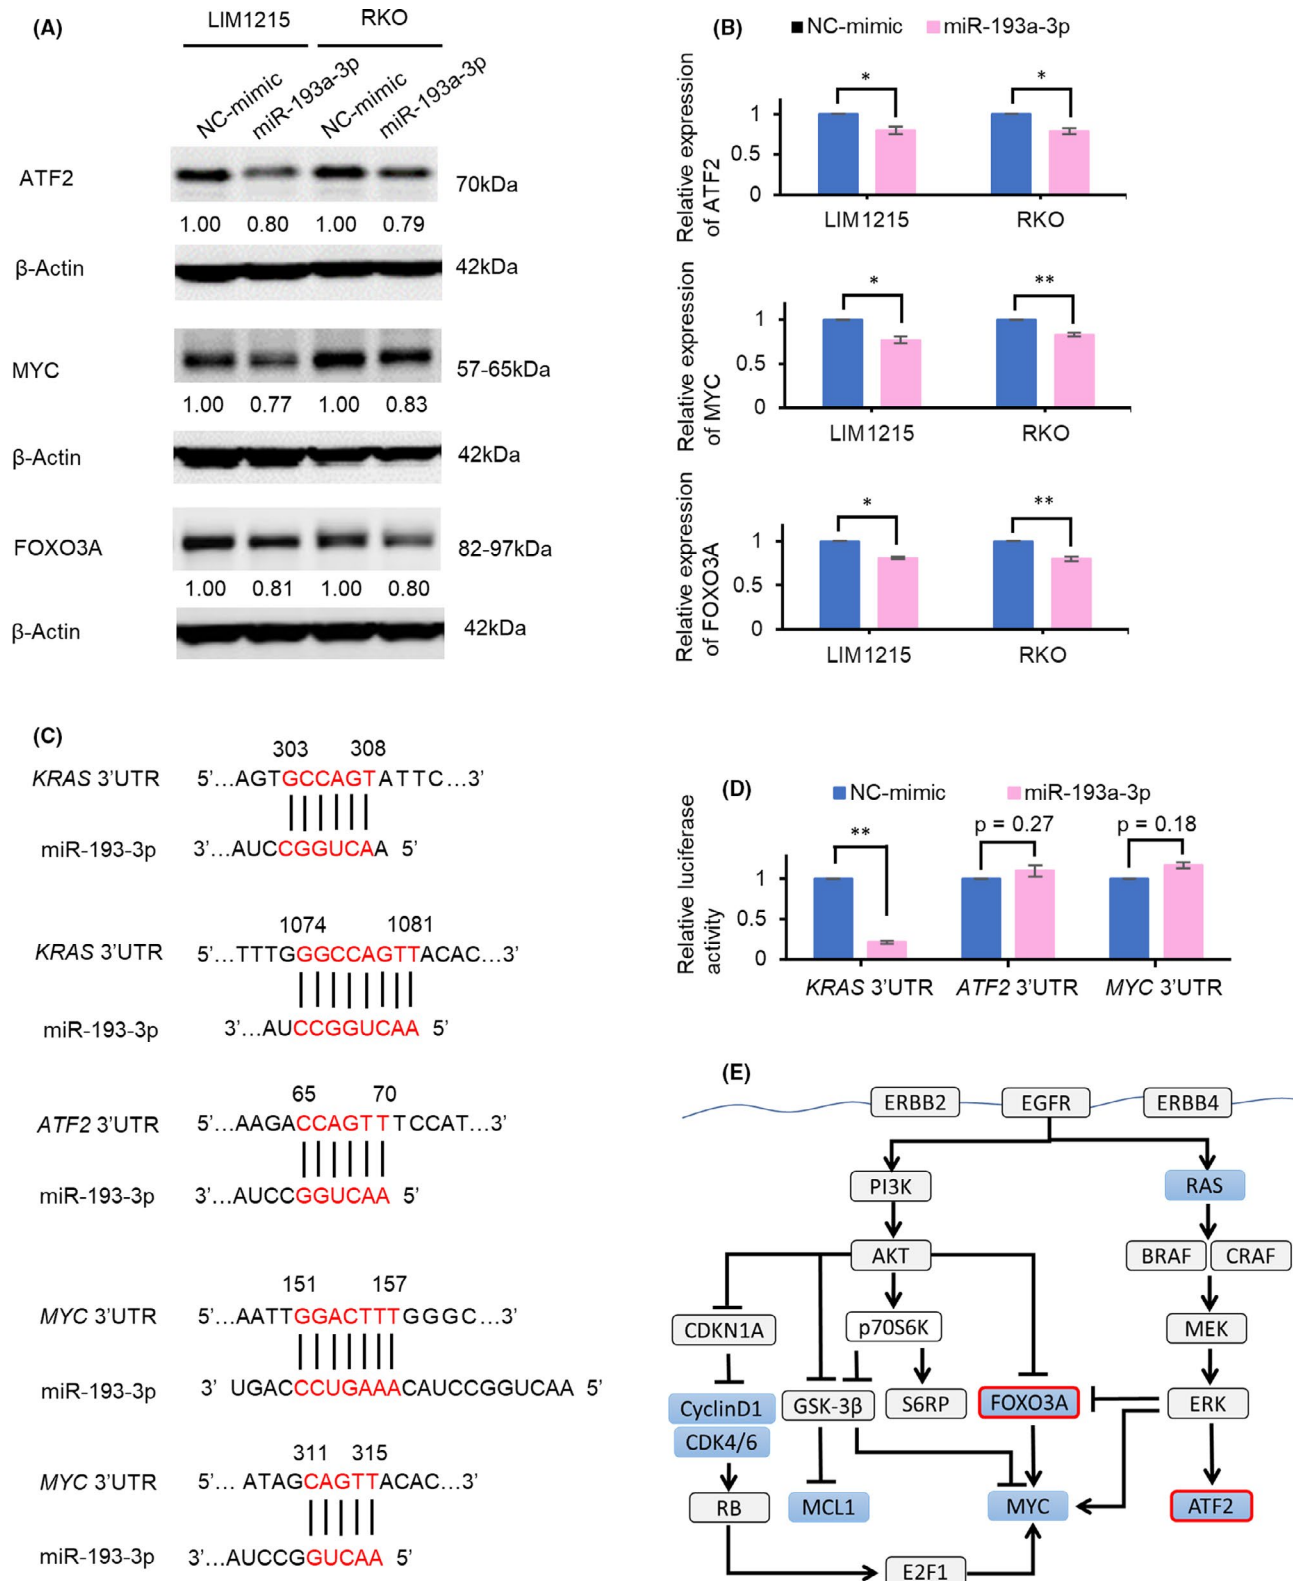 (A)
LIM1215 RKO
NC-mimic miR-193a-3p NC-mimic miR-193a-3p
ATF2 70kDa
1.00 0.80 1.00 0.79
β-Actin 42kDa
MYC 57-65kDa
1.00 0.77 1.00 0.83
β-Actin 42kDa
FOXO3A 82-97kDa
1.00 0.81 1.00 0.80
β-Actin 42kDa
(B)
NC-mimic miR-193a-3p
Relative expression
of ATF2
1
0.5
0
* *
LIM1215 RKO
Relative expression
of MYC
1
0.5
0
* **
LIM1215 RKO
Relative expression
of FOXO3A
1
0.5
0
* **
LIM1215 RKO
(C)
303 308
KRAS 3’UTR 5’…AGTGCCAGTATTC…3’
miR-193-3p 3’…AUCCGGUCAA 5’
1074 1081
KRAS 3’UTR 5’…TTTGGGCCAGTTACAC…3’
miR-193-3p 3’…AUCCGGUCAA 5’
65 70
ATF2 3’UTR 5’…AAGACCAGTTTCCAT…3’
miR-193-3p 3’…AUCCGGUCAA 5’
151 157
MYC 3’UTR 5’…AATTGGACTTTGGGC…3’
miR-193-3p 3’ UGACCCUGAAACAUCCGGUCAA 5’
311 315
MYC 3’UTR 5’… ATAGCAGTTACAC…3’
miR-193-3p 3’…AUCCGGUCAA 5’
(D)
NC-mimic miR-193a-3p
Relative luciferase
activity
1
0.5
0
** p = 0.27 p = 0.18
KRAS 3’UTR ATF2 3’UTR MYC 3’UTR
(E)
ERBB2 EGFR ERBB4
PI3K RAS
AKT BRAF CRAF
CDKN1A p70S6K MEK
CyclinD1 GSK-3β S6RP FOXO3A ERK
CDK4/6
RB MCL1 MYC ATF2
E2F1